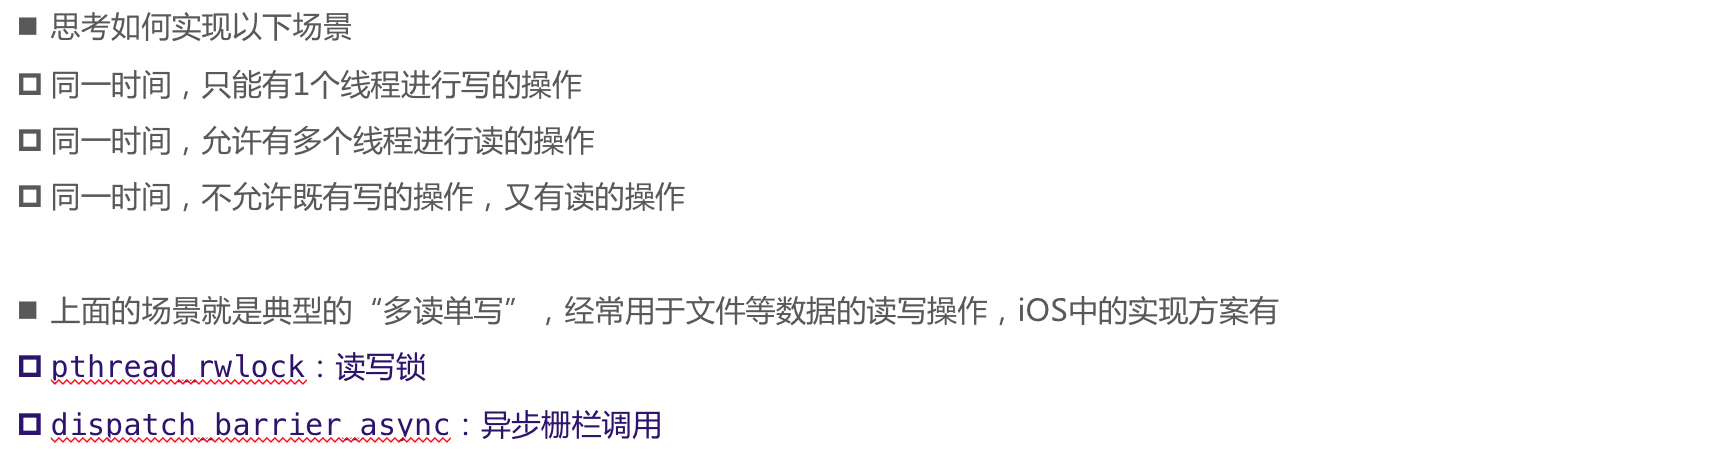 思考如何实现以下场景
同一时间，只能有1个线程进行写的操作
同一时间，允许有多个线程进行读的操作
同一时间，不允许既有写的操作，又有读的操作
上面的场景就是典型的“多读单写”，经常用于文件等数据的读写操作，iOS中的实现方案有
pthread_rwlock：读写锁
dispatch_barrier_async：异步栅栏调用